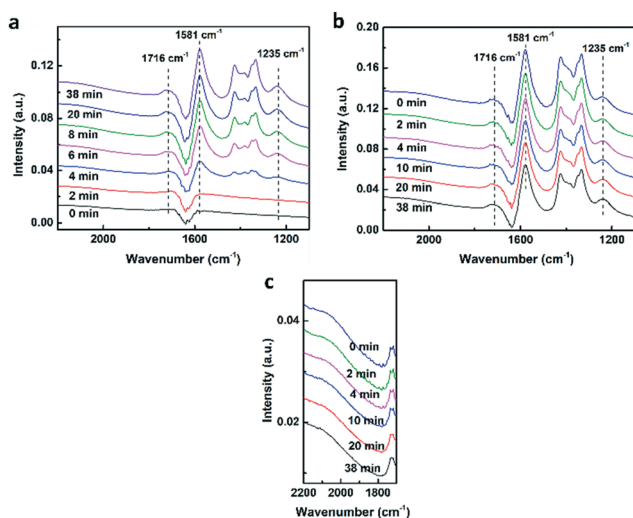 a
1716 cm⁻¹
1581 cm⁻¹
1235 cm⁻¹
Intensity (a.u.)
0.12
0.08
0.04
0.00
38 min
20 min
8 min
6 min
4 min
2 min
0 min
2000
1600
1200
Wavenumber (cm⁻¹)
b
1716 cm⁻¹
1581 cm⁻¹
1235 cm⁻¹
Intensity (a.u.)
0.20
0.16
0.12
0.08
0.04
0.00
0 min
2 min
4 min
10 min
20 min
38 min
2000
1600
1200
Wavenumber (cm⁻¹)
c
Intensity (a.u.)
0.04
0.02
0 min
2 min
4 min
10 min
20 min
38 min
2200
2000
1800
Wavenumber (cm⁻¹)